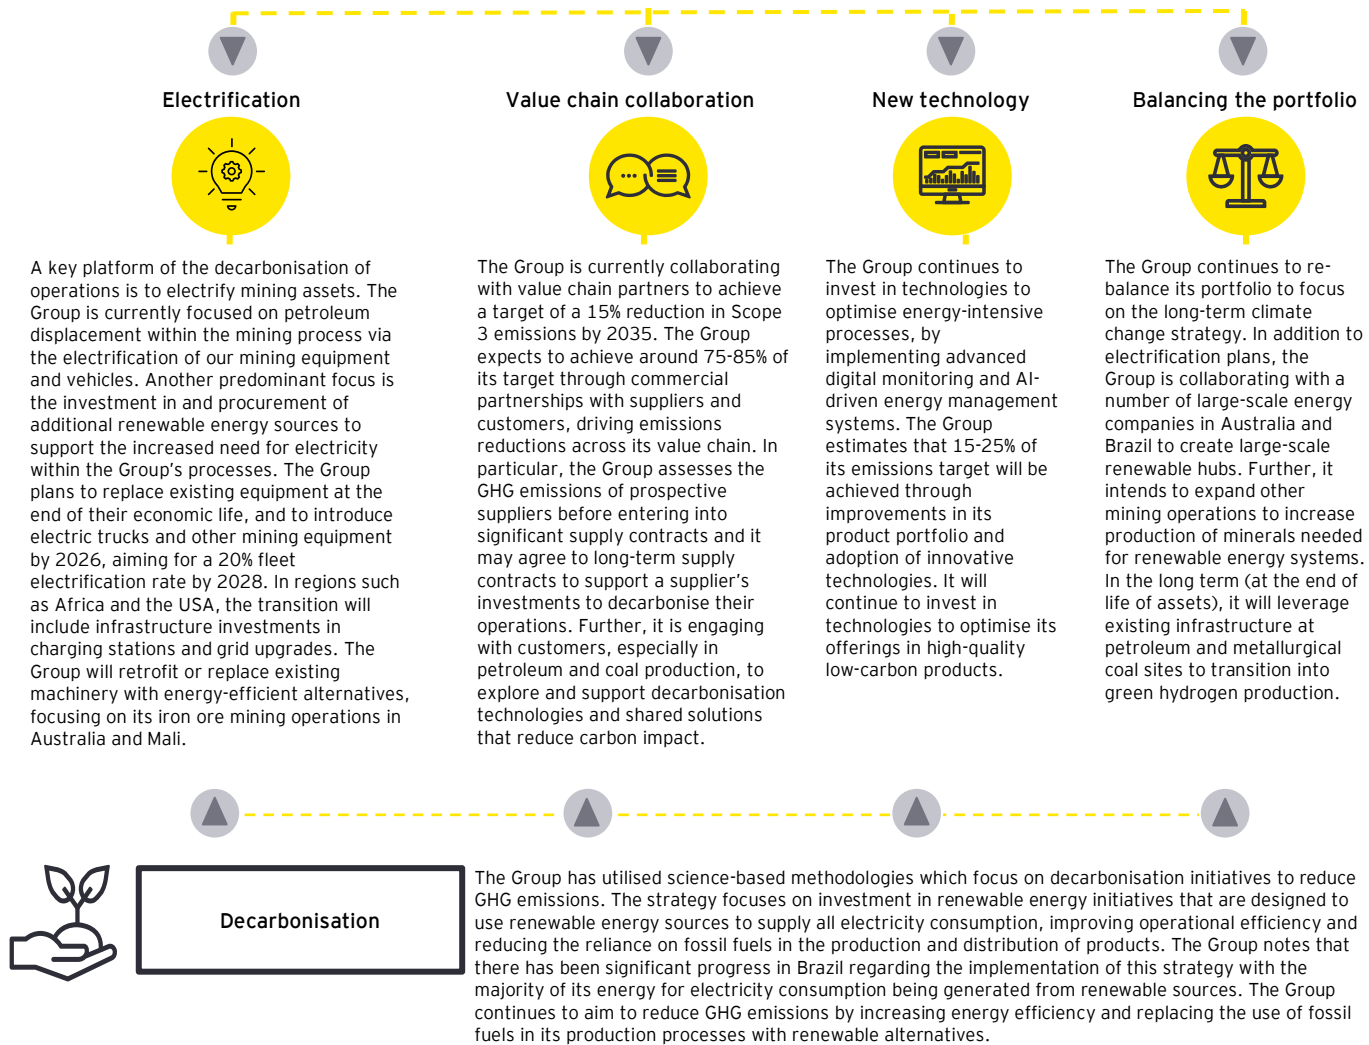 Electrification
A key platform of the decarbonisation of
operations is to electrify mining assets. The
Group is currently focused on petroleum
displacement within the mining process via
the electrification of our mining equipment
and vehicles. Another predominant focus is
the investment in and procurement of
additional renewable energy sources to
support the increased need for electricity
within the Group's processes. The Group
plans to replace existing equipment at the
end of their economic life, and to introduce
electric trucks and other mining equipment
by 2026, aiming for a 20% fleet
electrification rate by 2028. In regions such
as Africa and the USA, the transition will
include infrastructure investments in
charging stations and grid upgrades. The
Group will retrofit or replace existing
machinery with energy-efficient alternatives,
focusing on its iron ore mining operations in
Australia and Mali.
Value chain collaboration
The Group is currently collaborating
with value chain partners to achieve
a target of a 15% reduction in Scope
3 emissions by 2035. The Group
expects to achieve around 75-85% of
its target through commercial
partnerships with suppliers and
customers, driving emissions
reductions across its value chain. In
particular, the Group assesses the
GHG emissions of prospective
suppliers before entering into
significant supply contracts and it
may agree to long-term supply
contracts to support a supplier's
investments to decarbonise their
operations. Further, it is engaging
with customers, especially in
petroleum and coal production, to
explore and support decarbonisation
technologies and shared solutions
that reduce carbon impact.
New technology
The Group continues to
invest in technologies to
optimise energy-intensive
processes, by
implementing advanced
digital monitoring and AI-
driven energy management
systems. The Group
estimates that 15-25% of
its emissions target will be
achieved through
improvements in its
product portfolio and
adoption of innovative
technologies. It will
continue to invest in
technologies to optimise its
offerings in high-quality
low-carbon products.
Balancing the portfolio
The Group continues to re-
balance its portfolio to focus
on the long-term climate
change strategy. In addition to
electrification plans, the
Group is collaborating with a
number of large-scale energy
companies in Australia and
Brazil to create large-scale
renewable hubs. Further, it
intends to expand other
mining operations to increase
production of minerals needed
for renewable energy systems.
In the long term (at the end of
life of assets), it will leverage
existing infrastructure at
petroleum and metallurgical
coal sites to transition into
green hydrogen production.
Decarbonisation
The Group has utilised science-based methodologies which focus on decarbonisation initiatives to reduce
GHG emissions. The strategy focuses on investment in renewable energy initiatives that are designed to
use renewable energy sources to supply all electricity consumption, improving operational efficiency and
reducing the reliance on fossil fuels in the production and distribution of products. The Group notes that
there has been significant progress in Brazil regarding the implementation of this strategy with the
majority of its energy for electricity consumption being generated from renewable sources. The Group
continues to aim to reduce GHG emissions by increasing energy efficiency and replacing the use of fossil
fuels in its production processes with renewable alternatives.